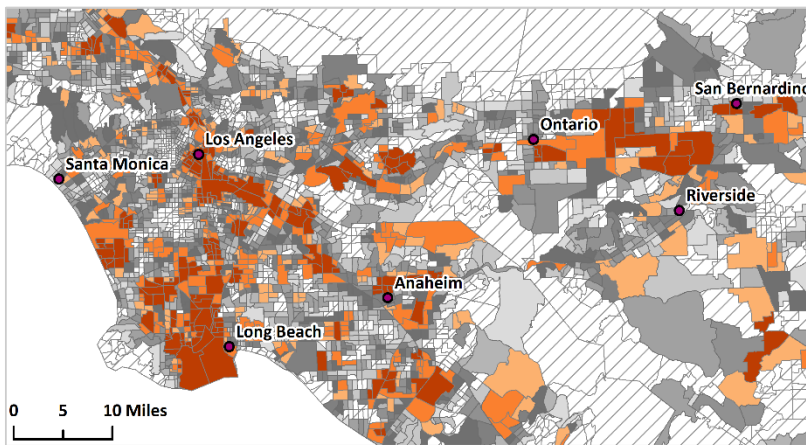 San Bernardino
Ontario
Los Angeles
Santa Monica
Riverside
Anaheim
Long Beach
0 5 10 Miles